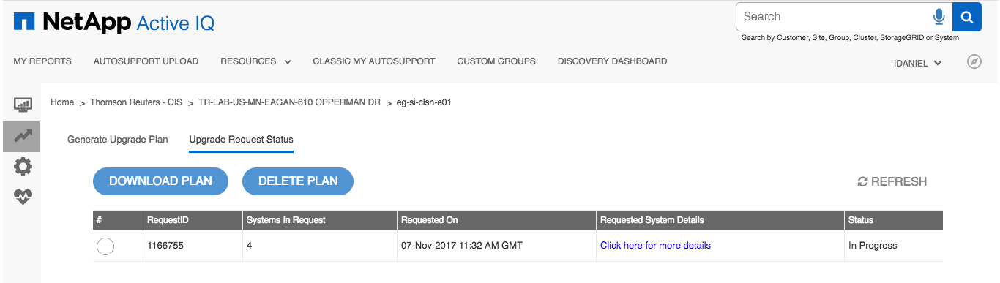 NetApp Active IQ
Search
Search by Customer, Site, Group, Cluster, StorageGRID or System
MY REPORTS AUTOSUPPORT UPLOAD RESOURCES CLASSIC MY AUTOSUPPORT CUSTOM GROUPS DISCOVERY DASHBOARD IDANIEL
Home > Thomson Reuters - CIS > TR-LAB-US-MN-EAGAN-610 OPPERMAN DR > eg-si-clsn-e01
Generate Upgrade Plan Upgrade Request Status
DOWNLOAD PLAN DELETE PLAN REFRESH
# RequestID Systems In Request Requested On Requested System Details Status
1166755 4 07-Nov-2017 11:32 AM GMT Click here for more details In Progress